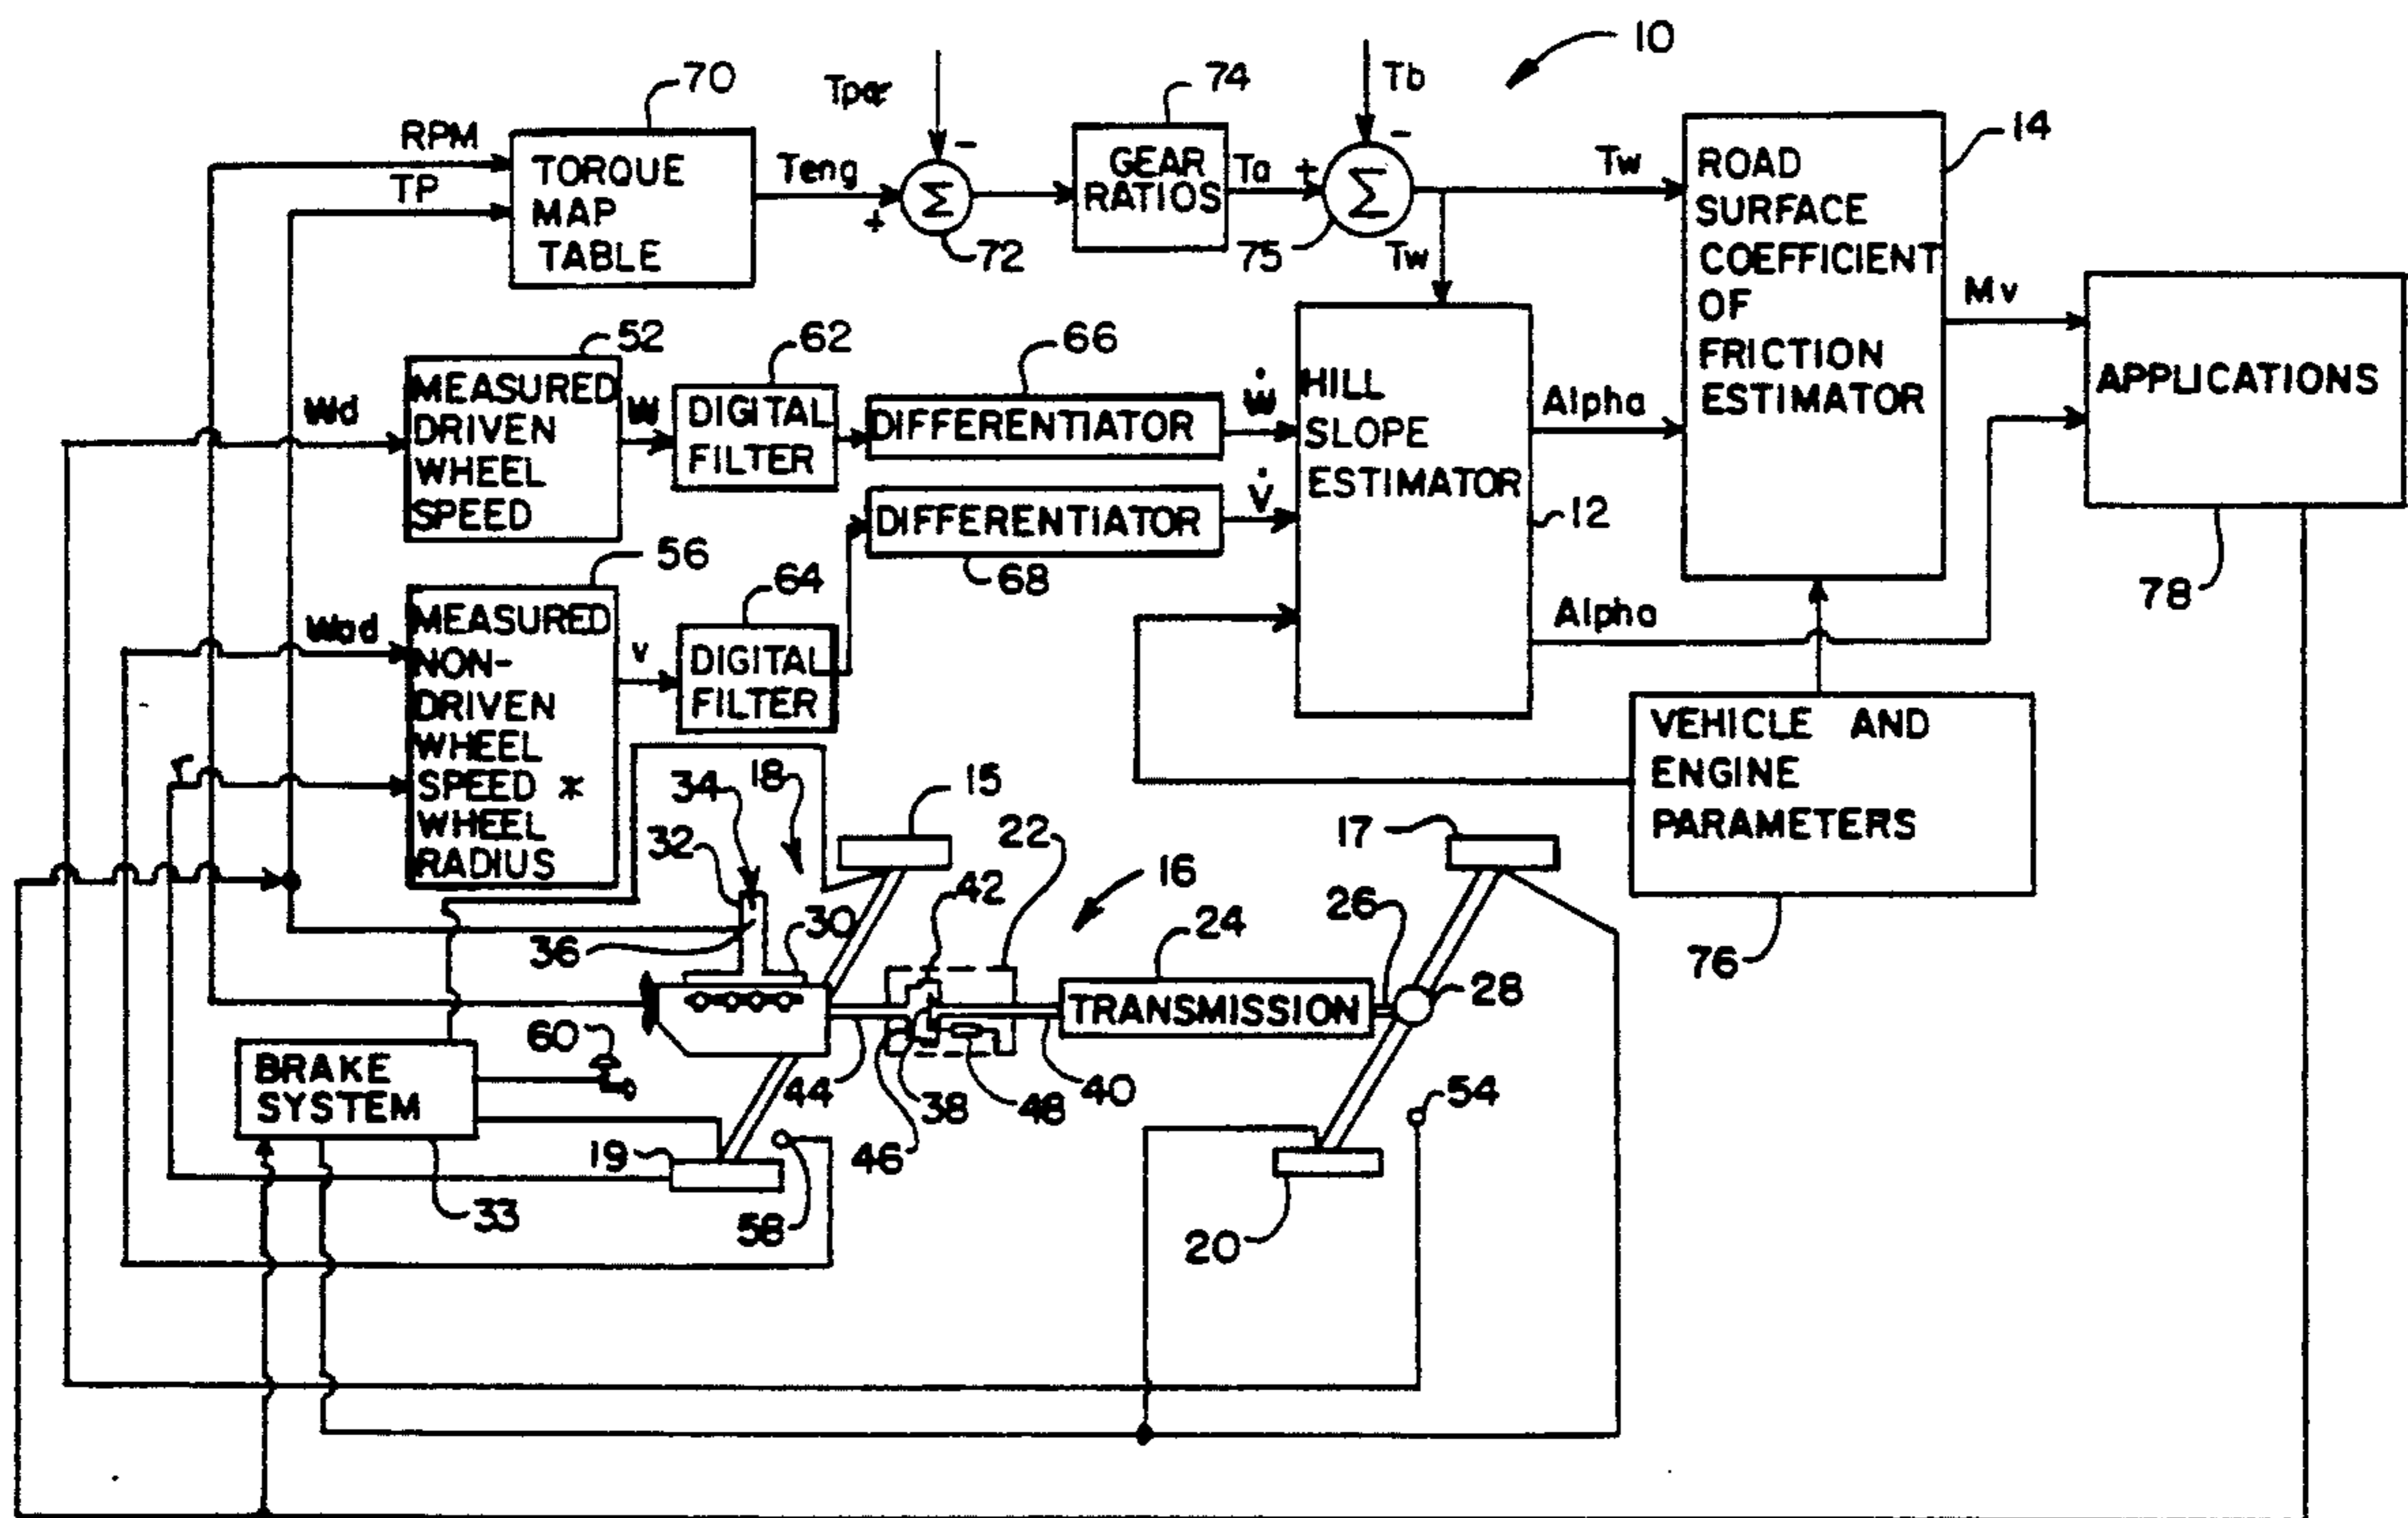 10
70
Tpar
74
Tb
14
RPM
TP
TORQUE
MAP
TABLE
Teng
-
+
Σ
72
GEAR
RATIOS
Ta
+
-
Σ
75
Tw
Tw
ROAD
SURFACE
COEFFICIENT
OF
FRICTION
ESTIMATOR
Mv
APPLICATIONS
78
52
62
66
Wd
MEASURED
DRIVEN
WHEEL
SPEED
W
DIGITAL
FILTER
DIFFERENTIATOR
Ẇ
HILL
SLOPE
ESTIMATOR
Alpha
12
V̇
DIFFERENTIATOR
68
56
64
MEASURED
NON-
DRIVEN
WHEEL
SPEED *
WHEEL
RADIUS
r
v
DIGITAL
FILTER
Alpha
VEHICLE AND
ENGINE
PARAMETERS
76
34
18
15
32
22
17
16
42
30
36
24
26
TRANSMISSION
28
60
BRAKE
SYSTEM
44
38
48
40
54
46
19
33
58
20